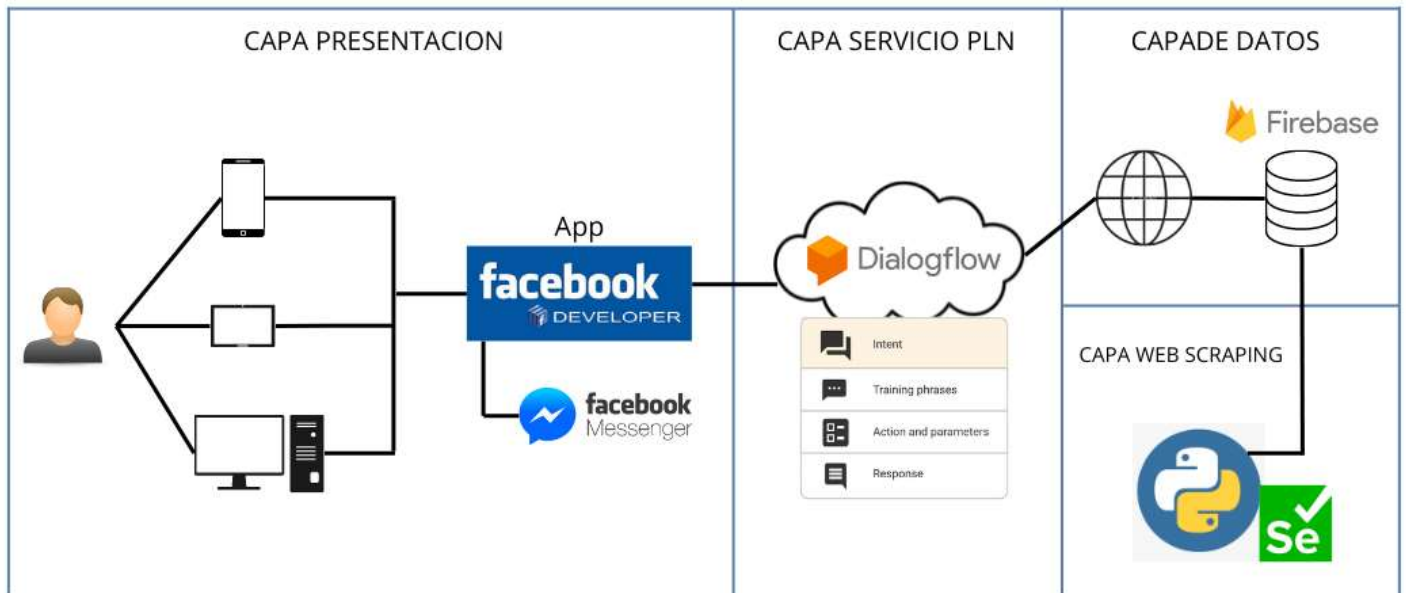 CAPA PRESENTACION
CAPA SERVICIO PLN
CAPADE DATOS
Firebase
App
facebook
DEVELOPER
facebook
Messenger
Dialogflow
Intent
Training phrases
Action and parameters
Response
CAPA WEB SCRAPING
Se